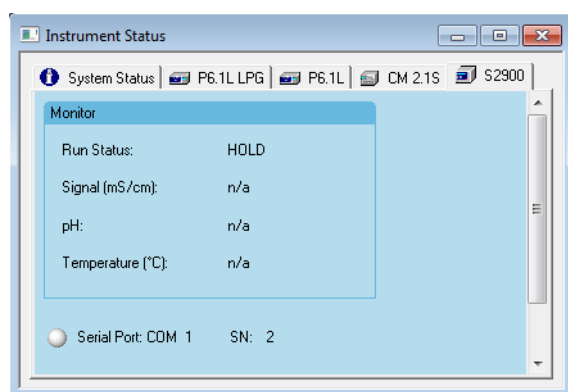 Instrument Status
System Status P6.1L LPG P6.1L CM 2.1S S2900
Monitor
Run Status: HOLD
Signal (mS/cm): n/a
pH: n/a
Temperature (°C): n/a
Serial Port: COM 1 SN: 2